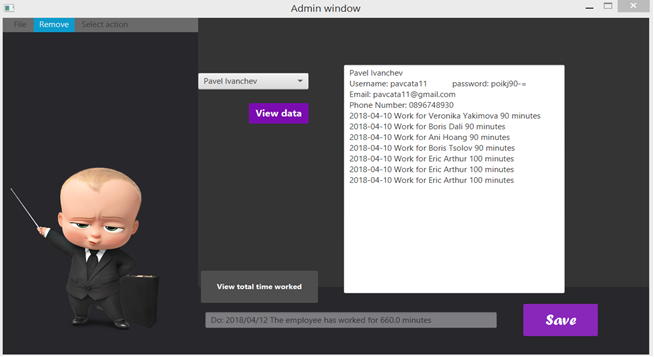 Admin window
File Remove Select action
Pavel Ivanchev
View data
Pavel Ivanchev
Username: pavcata11 password: poikj90-=
Email: pavcata11@gmail.com
Phone Number: 0896748930
2018-04-10 Work for Veronika Yakimova 90 minutes
2018-04-10 Work for Boris Dali 90 minutes
2018-04-10 Work for Ani Hoang 90 minutes
2018-04-10 Work for Boris Tsolov 90 minutes
2018-04-10 Work for Eric Arthur 100 minutes
2018-04-10 Work for Eric Arthur 100 minutes
2018-04-10 Work for Eric Arthur 100 minutes
View total time worked
Do: 2018/04/12 The employee has worked for 660.0 minutes
Save